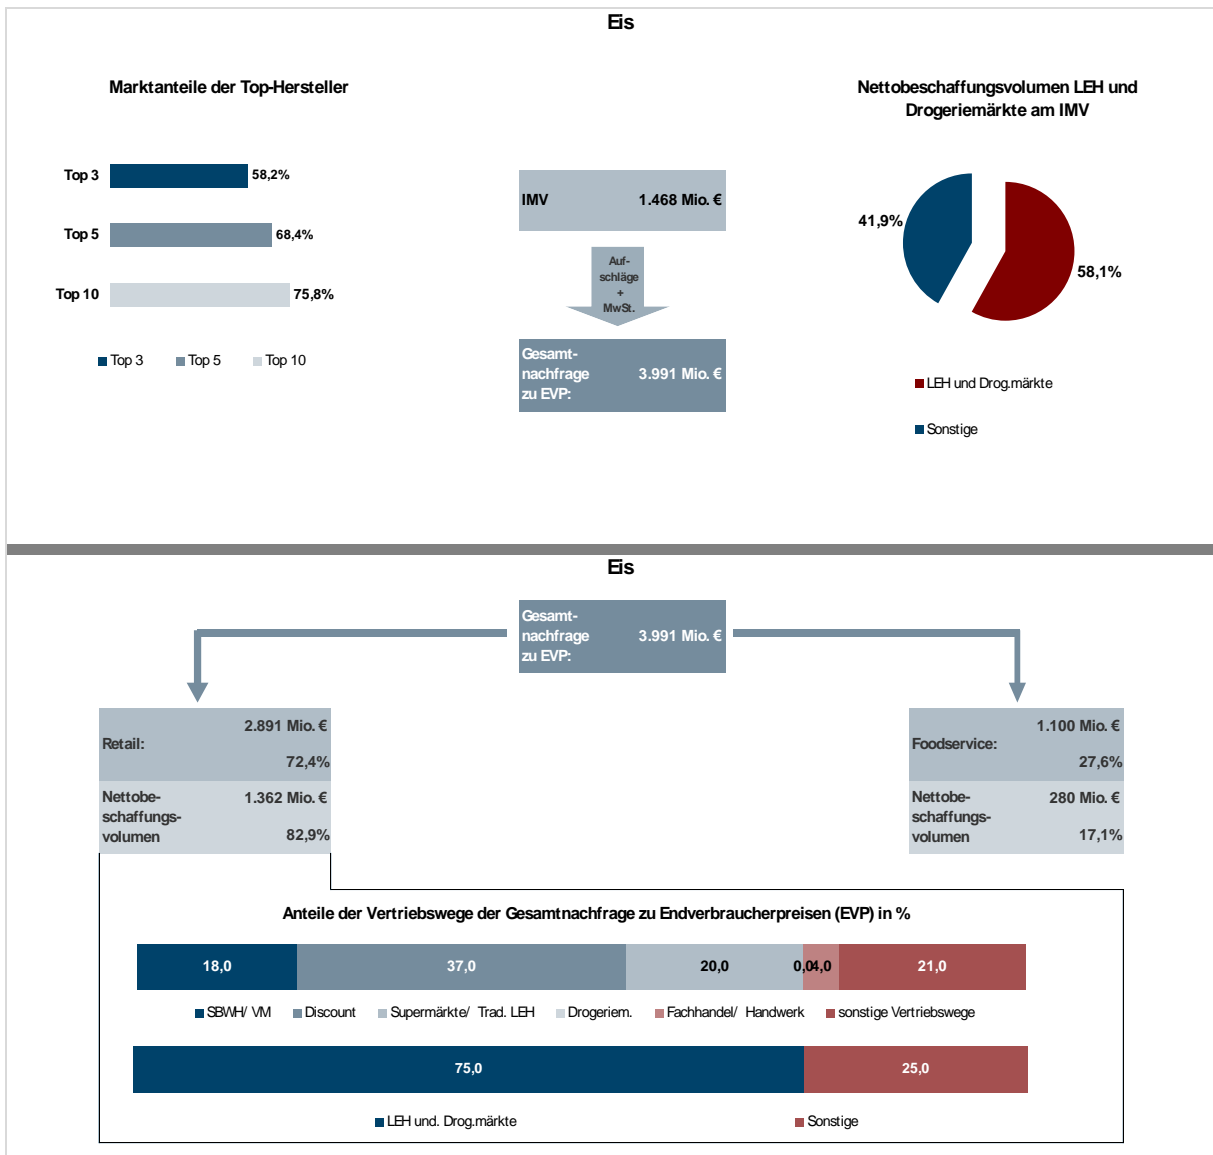 Eis
Marktanteile der Top-Hersteller
Top 3
58,2%
Top 5
68,4%
Top 10
75,8%
Top 3 Top 5 Top 10
IMV 1.468 Mio. €
Auf-
schläge
+
MwSt.
Gesamt-
nachfrage 3.991 Mio. €
zu EVP:
Nettobeschaffungsvolumen LEH und
Drogeriemärkte am IMV
41,9%
58,1%
LEH und Drog.märkte
Sonstige
Eis
Gesamt-
nachfrage 3.991 Mio. €
zu EVP:
2.891 Mio. €
Retail:
72,4%
Nettobe- 1.362 Mio. €
schaffungs-
volumen 82,9%
1.100 Mio. €
Foodservice:
27,6%
Nettobe- 280 Mio. €
schaffungs-
volumen 17,1%
Anteile der Vertriebswege der Gesamtnachfrage zu Endverbraucherpreisen (EVP) in %
18,0 37,0 20,0 0,0 4,0 21,0
SBWH/ VM Discount Supermärkte/ Trad. LEH Drogeriem. Fachhandel/ Handwerk sonstige Vertriebswege
75,0 25,0
LEH und. Drog.märkte Sonstige